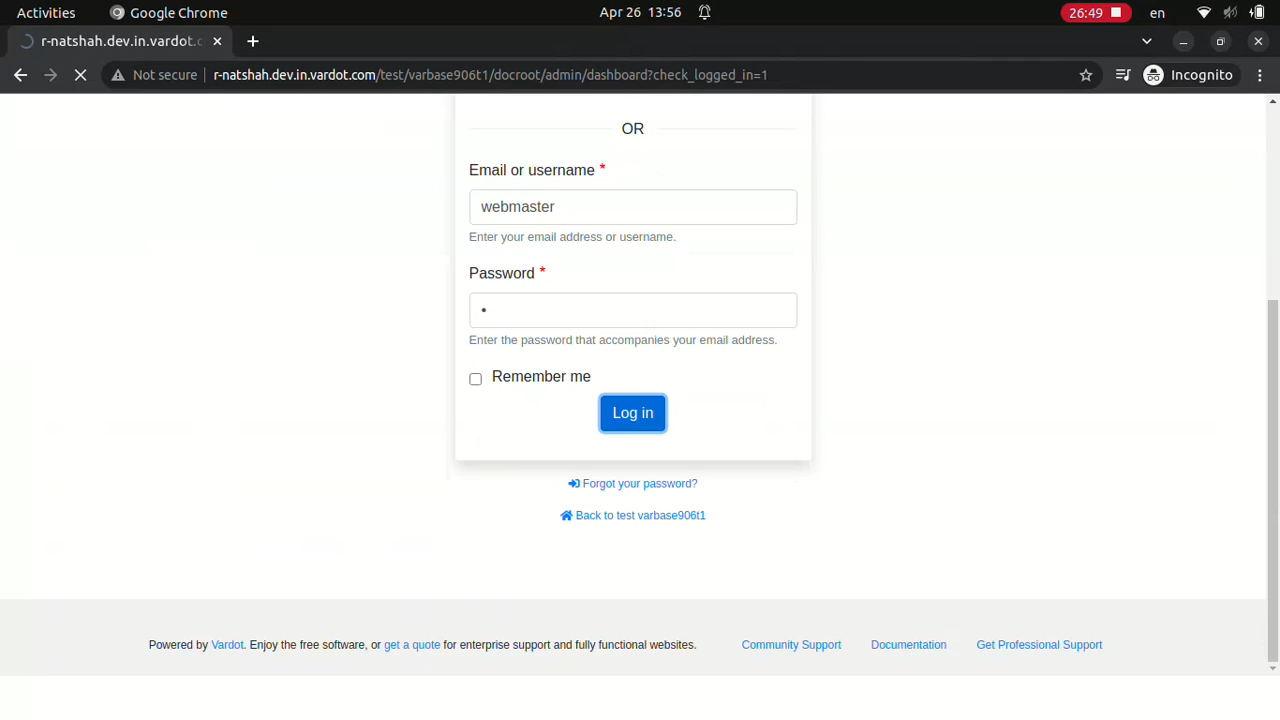 Activities Google Chrome Apr 26 13:56 26:49 en
r-natshah.dev.in.vardot.c
Not secure r-natshah.dev.in.vardot.com/test/varbase906t1/docroot/admin/dashboard?check_logged_in=1 Incognito
OR
Email or username *
webmaster
Enter your email address or username.
Password *
•
Enter the password that accompanies your email address.
Remember me
Log in
Forgot your password?
Back to test varbase906t1
Powered by Vardot. Enjoy the free software, or get a quote for enterprise support and fully functional websites. Community Support Documentation Get Professional Support